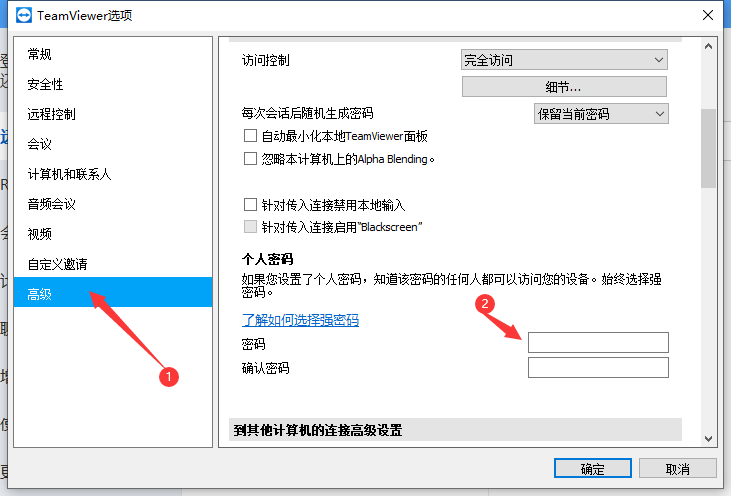 TeamViewer选项
常规
安全性
远程控制
会议
计算机和联系人
音频会议
视频
自定义邀请
高级
1
访问控制
完全访问
细节...
每次会话后随机生成密码
保留当前密码
自动最小化本地TeamViewer面板
忽略本计算机上的Alpha Blending。
针对传入连接禁用本地输入
针对传入连接启用"Blackscreen"
个人密码
如果您设置了个人密码，知道该密码的任何人都可以访问您的设备。始终选择强
密码。
了解如何选择强密码
2
密码
确认密码
到其他计算机的连接高级设置
确定
取消